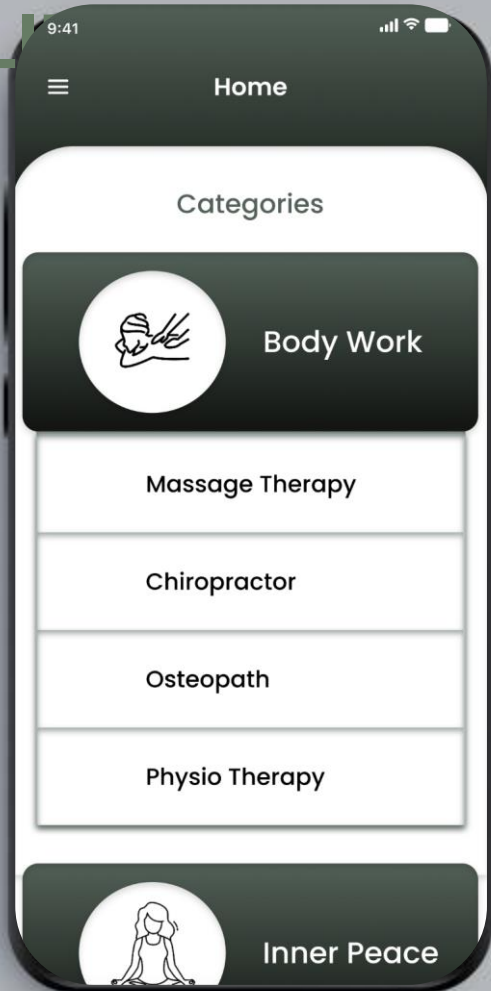 9:41
Home
Categories
Body Work
Massage Therapy
Chiropractor
Osteopath
Physio Therapy
Inner Peace